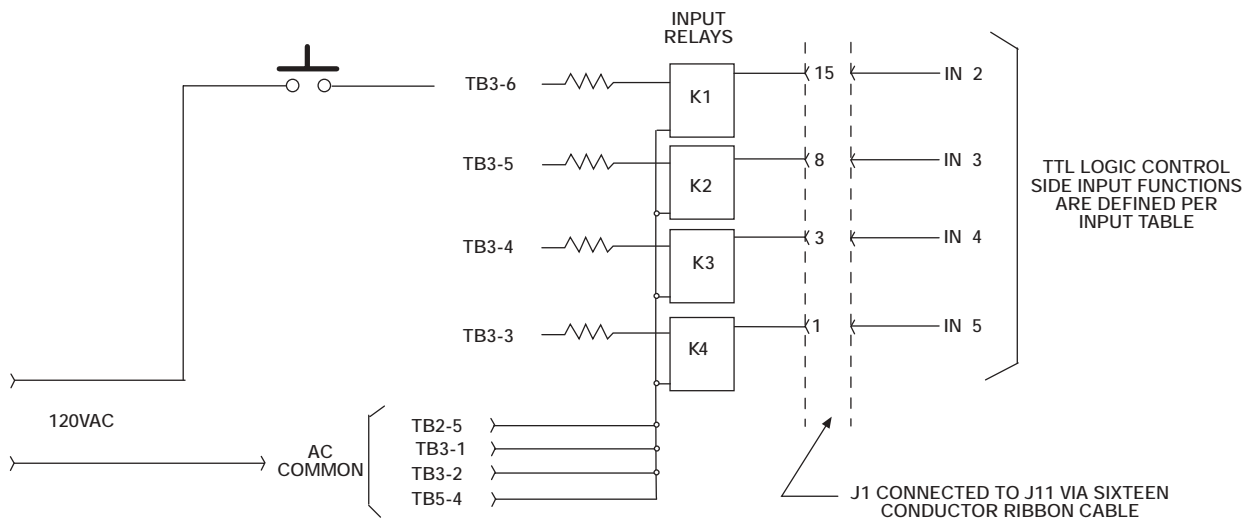 INPUT
RELAYS
TB3-6
K1
15
IN 2
TB3-5
K2
8
IN 3
TB3-4
K3
3
IN 4
TB3-3
K4
1
IN 5
TTL LOGIC CONTROL
SIDE INPUT FUNCTIONS
ARE DEFINED PER
INPUT TABLE
120VAC
AC
COMMON
TB2-5
TB3-1
TB3-2
TB5-4
J1 CONNECTED TO J11 VIA SIXTEEN
CONDUCTOR RIBBON CABLE